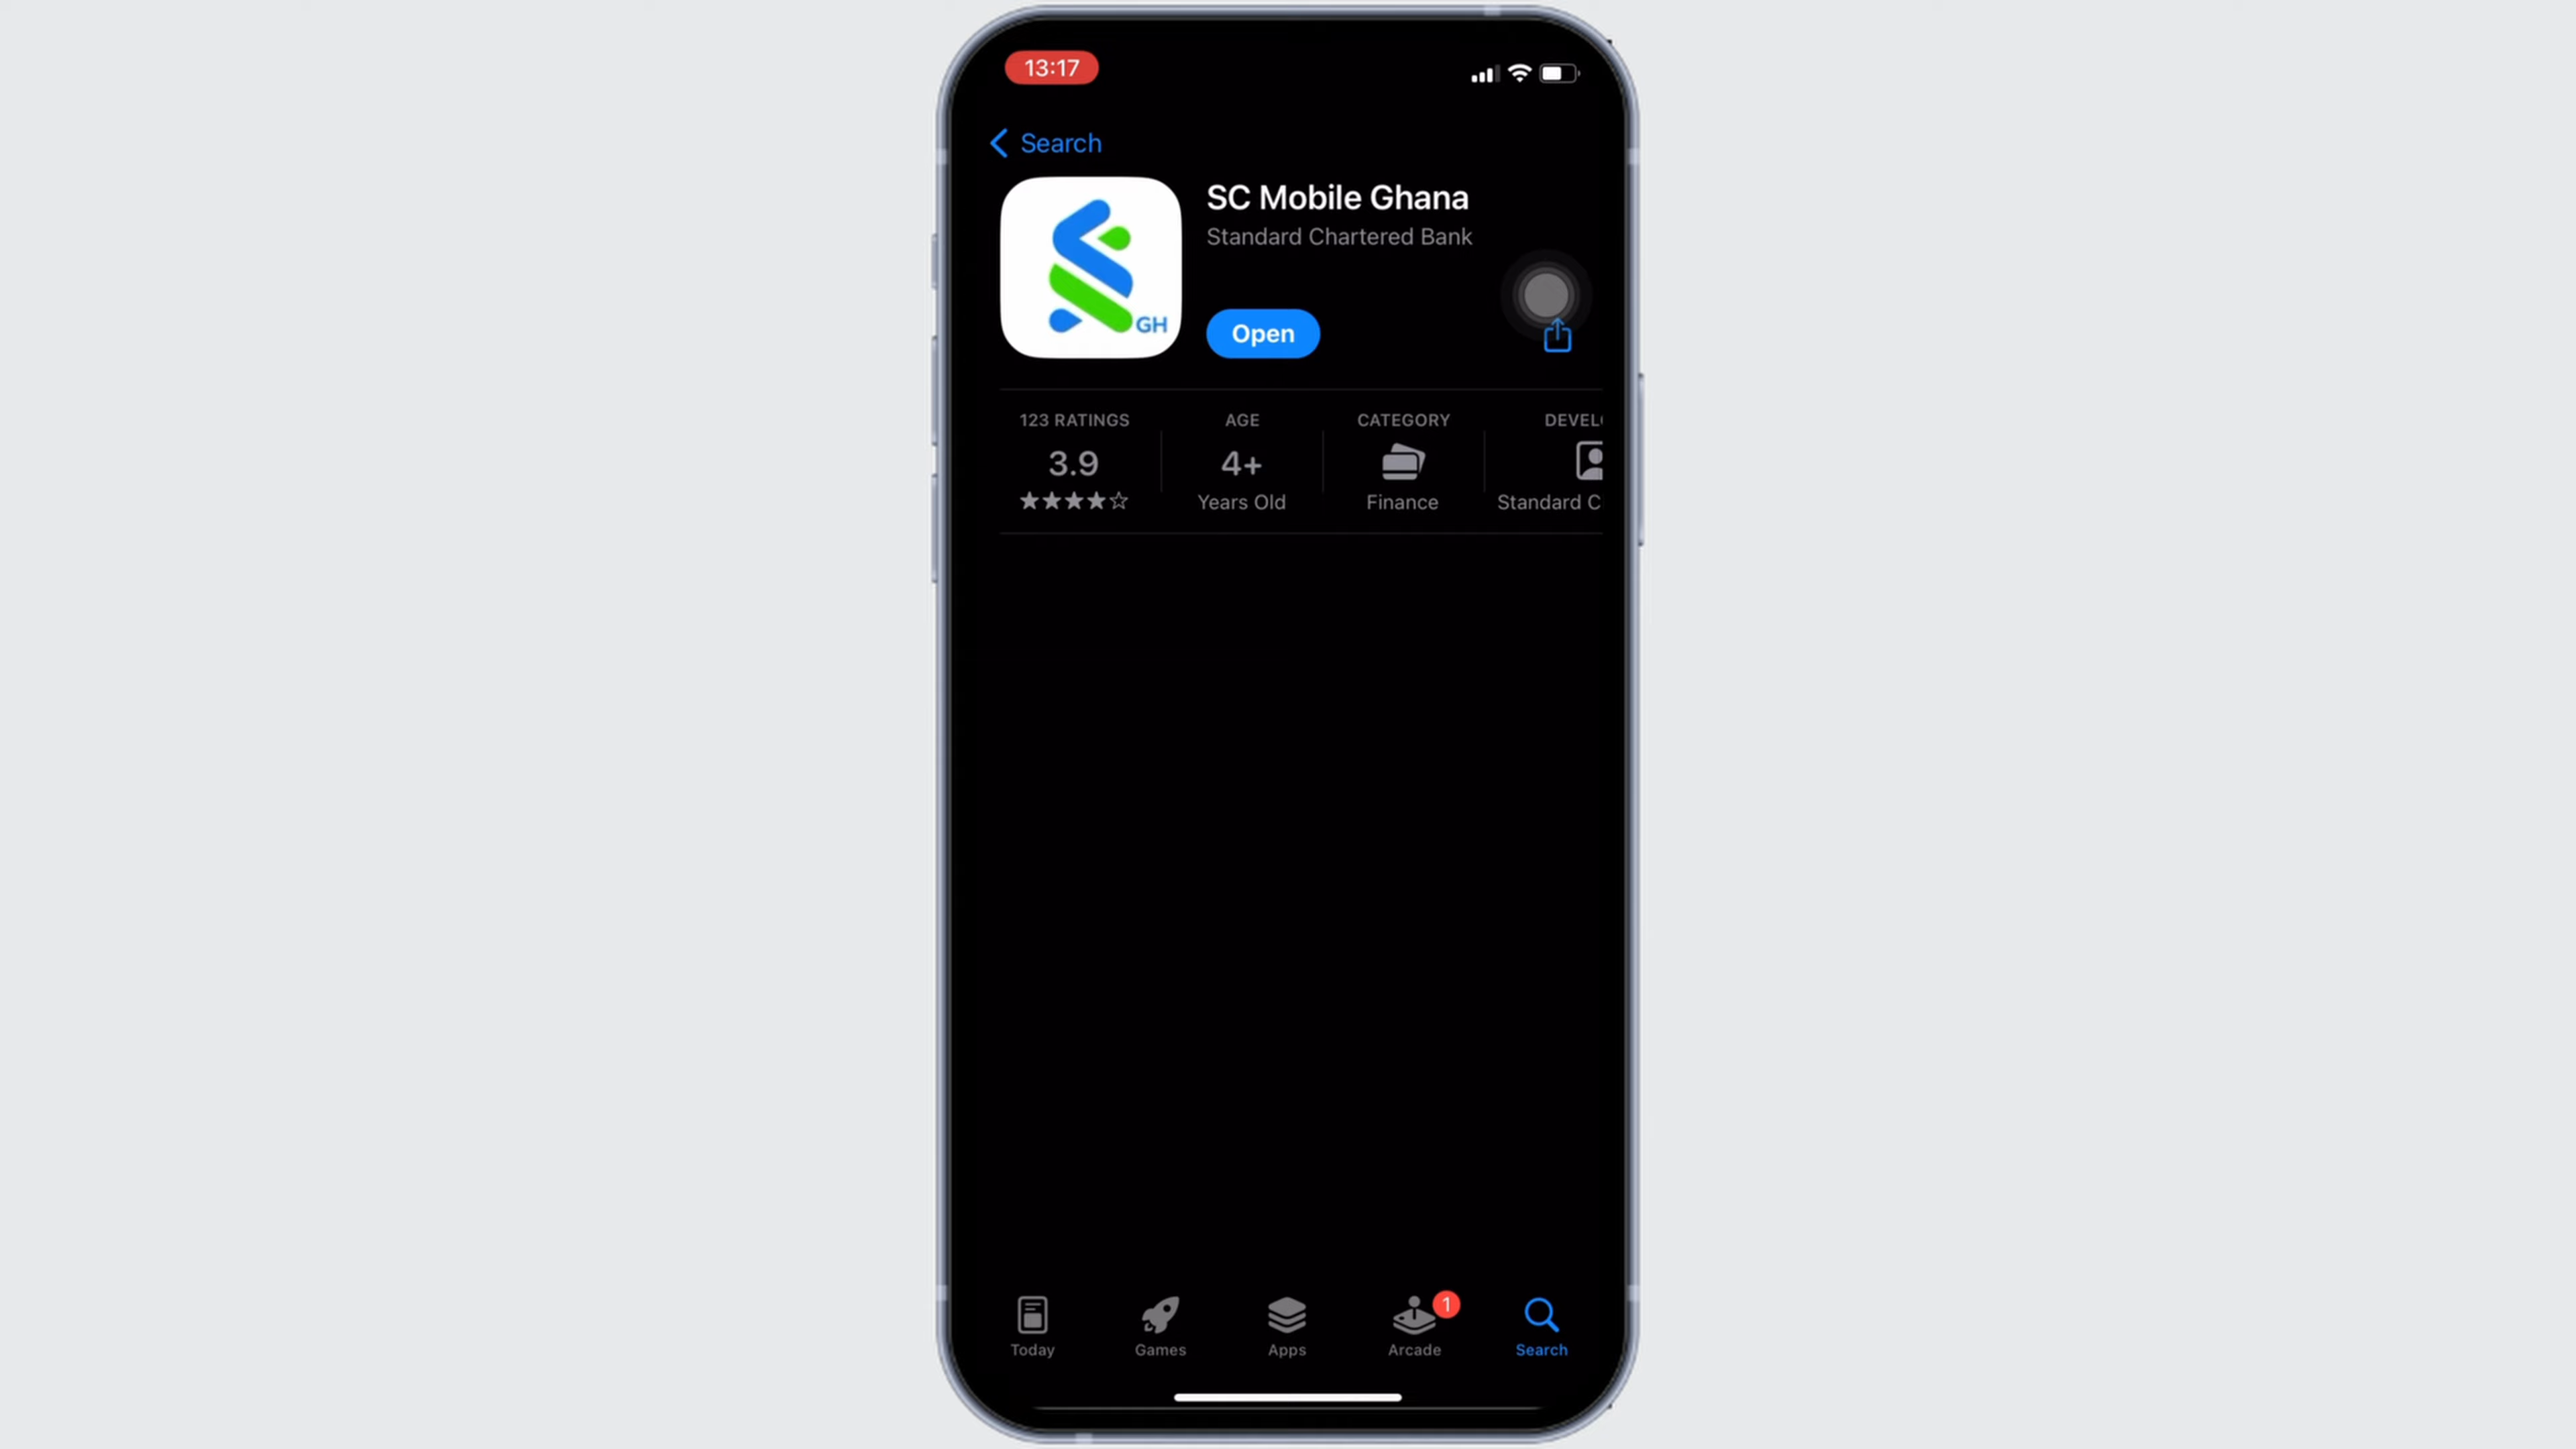 13:17
Search
SC Mobile Ghana
Standard Chartered Bank
GH
Open
123 RATINGS
AGE
CATEGORY
DEVEL
3.9
4+
Years Old
Finance
Standard C
1
Today
Games
Apps
Arcade
Search